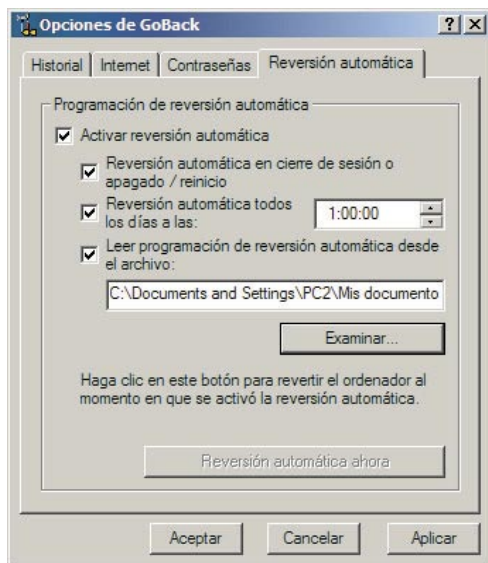 Opciones de GoBack
Historial Internet Contraseñas Reversión automática
Programación de reversión automática
Activar reversión automática
Reversión automática en cierre de sesión o
apagado / reinicio
Reversión automática todos
los días a las:
1:00:00
Leer programación de reversión automática desde
el archivo:
C:\Documents and Settings\PC2\Mis documento
Examinar...
Haga clic en este botón para revertir el ordenador al
momento en que se activó la reversión automática.
Reversión automática ahora
Aceptar Cancelar Aplicar